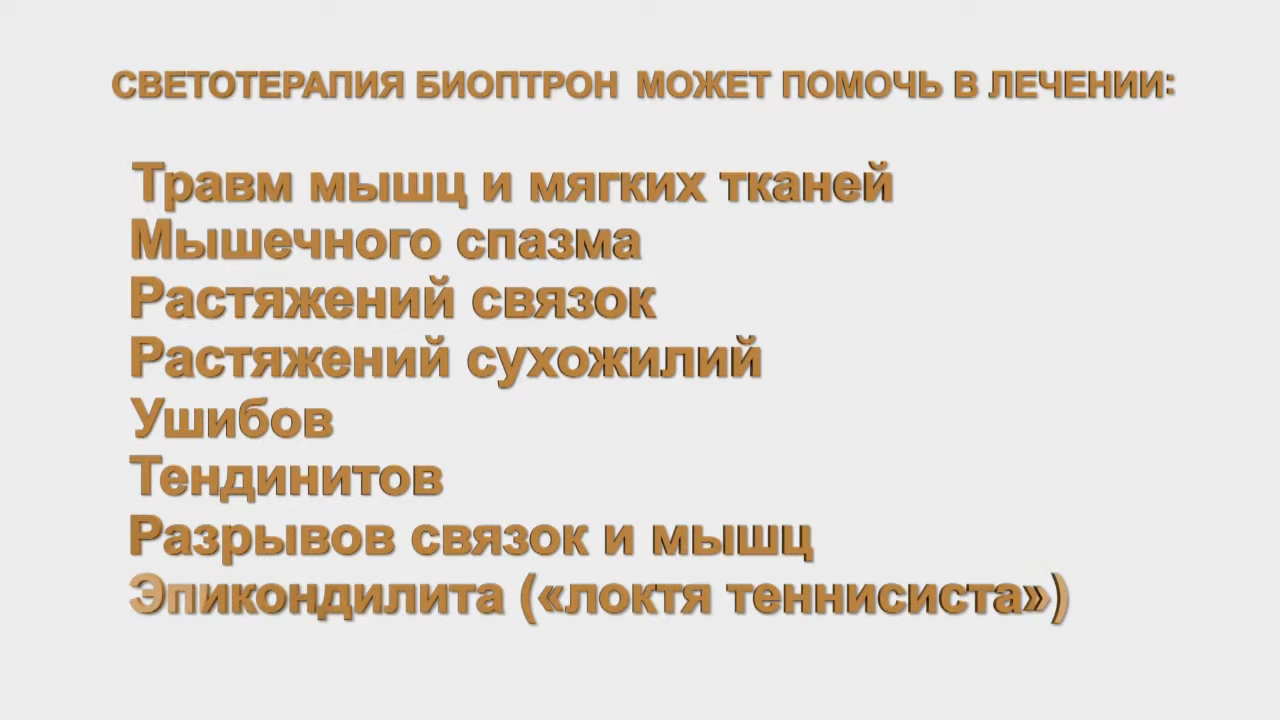 СВЕТОТЕРАПИЯ БИОПТРОН МОЖЕТ ПОМОЧЬ В ЛЕЧЕНИИ:
Травм мышц и мягких тканей
Мышечного спазма
Растяжений связок
Растяжений сухожилий
Ушибов
Тендинитов
Разрывов связок и мышц
Эпикондилита («локтя теннисиста»)